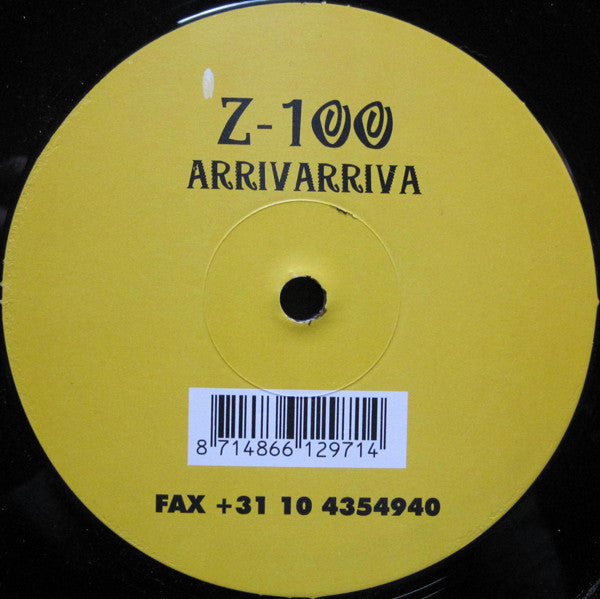 Z-100
ARRIVARRIVA
8 714866 129714
FAX +31 10 4354940